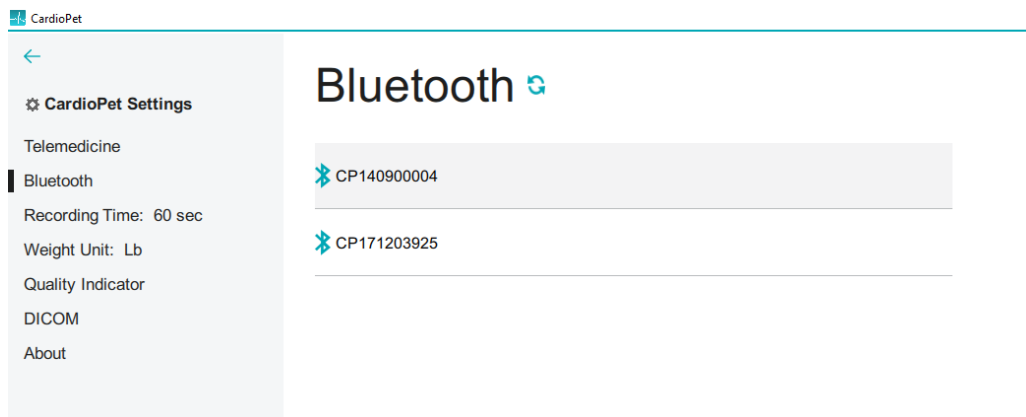 CardioPet
CardioPet Settings
Telemedicine
Bluetooth
Recording Time: 60 sec
Weight Unit: Lb
Quality Indicator
DICOM
About
Bluetooth
CP140900004
CP171203925